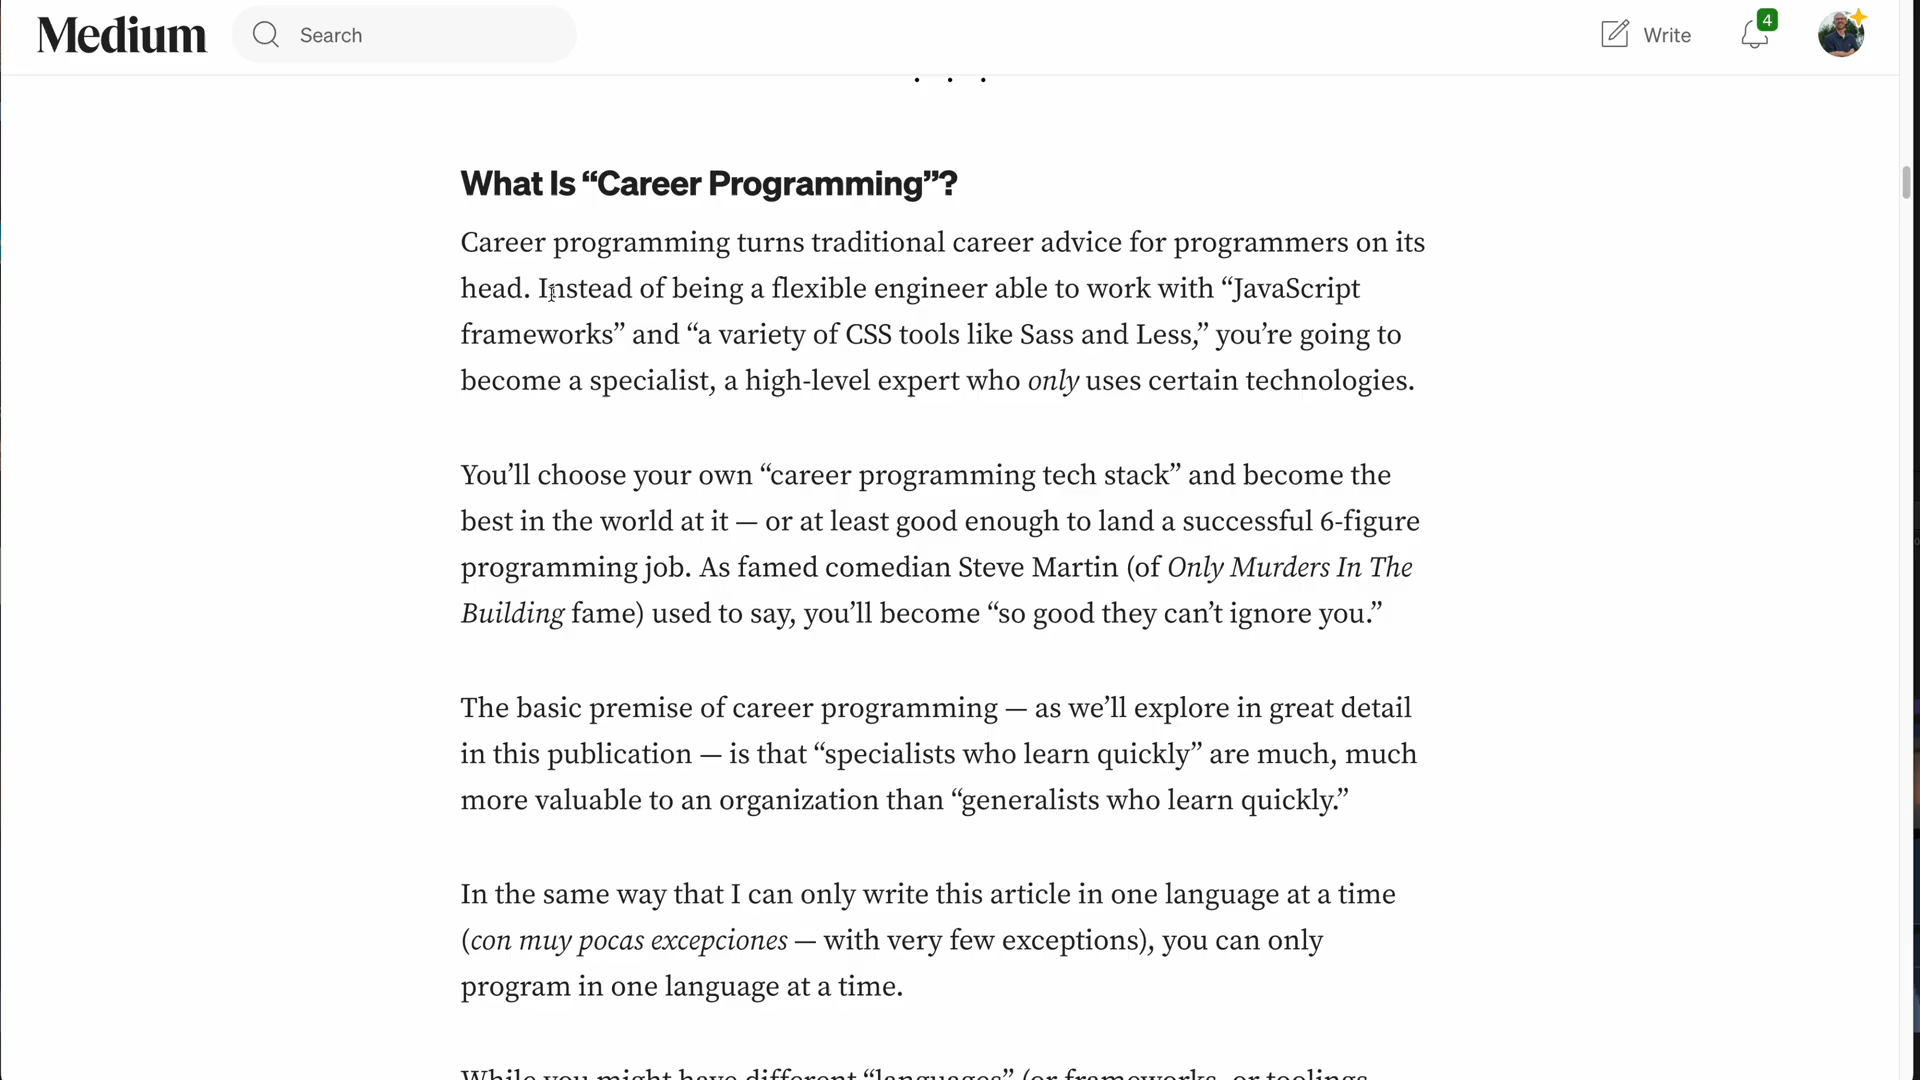 Medium
Search
Write
4
. . .
What Is “Career Programming”?
Career programming turns traditional career advice for programmers on its
head. Instead of being a flexible engineer able to work with “JavaScript
frameworks” and “a variety of CSS tools like Sass and Less,” you’re going to
become a specialist, a high-level expert who only uses certain technologies.
You’ll choose your own “career programming tech stack” and become the
best in the world at it — or at least good enough to land a successful 6-figure
programming job. As famed comedian Steve Martin (of Only Murders In The
Building fame) used to say, you’ll become “so good they can’t ignore you.”
The basic premise of career programming — as we’ll explore in great detail
in this publication — is that “specialists who learn quickly” are much, much
more valuable to an organization than “generalists who learn quickly.”
In the same way that I can only write this article in one language at a time
(con muy pocas excepciones — with very few exceptions), you can only
program in one language at a time.
While you might have different “languages” (or frameworks, or toolings,